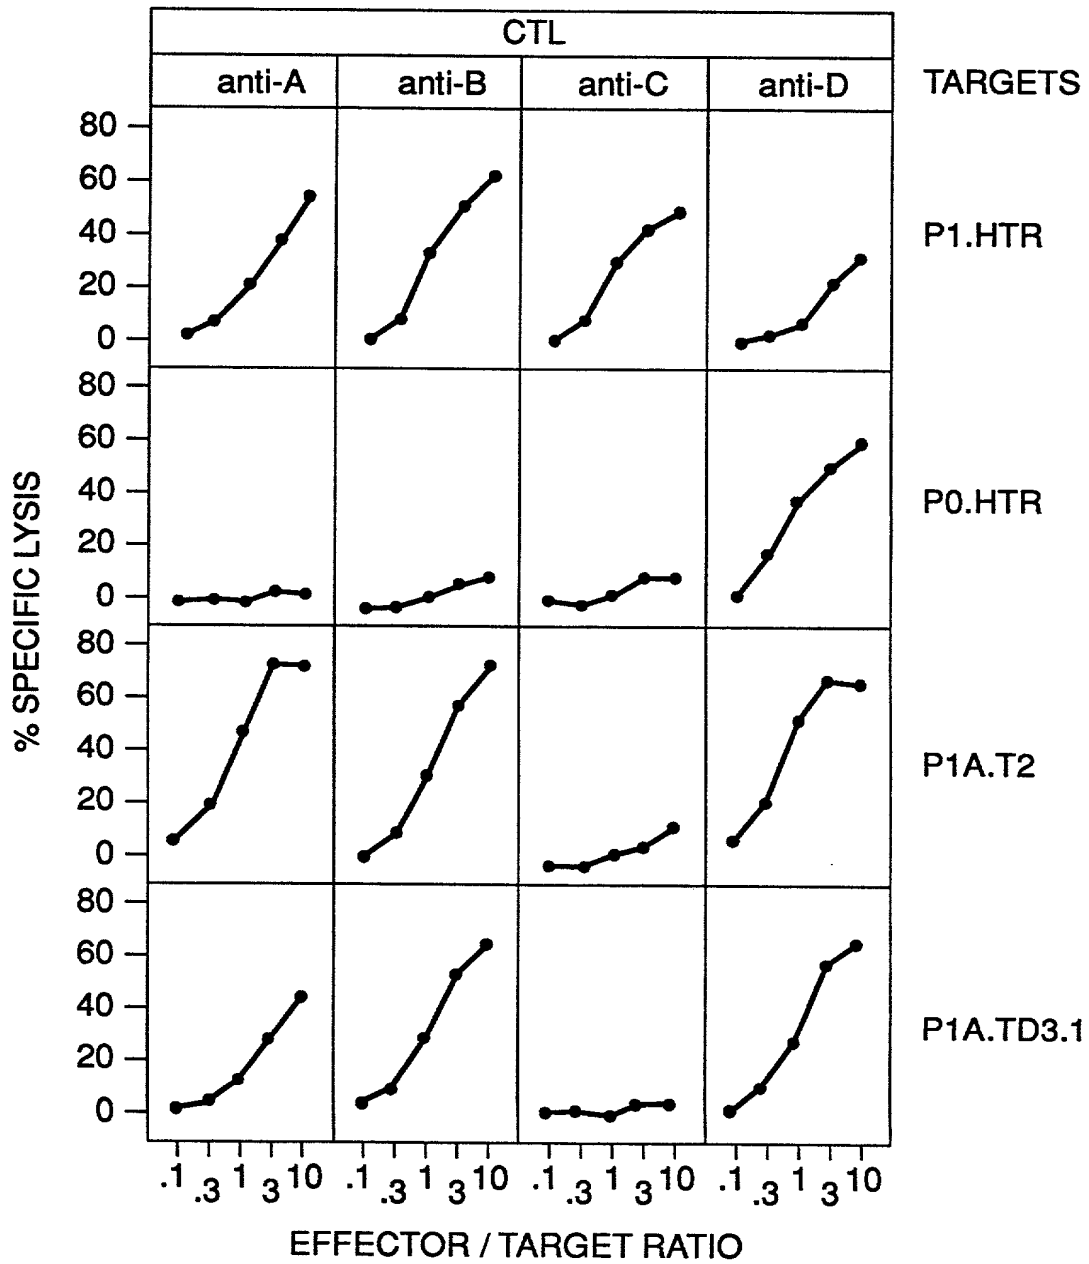 CTL
anti-A anti-B anti-C anti-D TARGETS
80
60
40
20
0
P1.HTR
80
60
40
20
0
P0.HTR
80
60
40
20
0
P1A.T2
80
60
40
20
0
P1A.TD3.1
% SPECIFIC LYSIS
.1 .3 1 3 10 .1 .3 1 3 10 .1 .3 1 3 10 .1 .3 1 3 10
EFFECTOR / TARGET RATIO